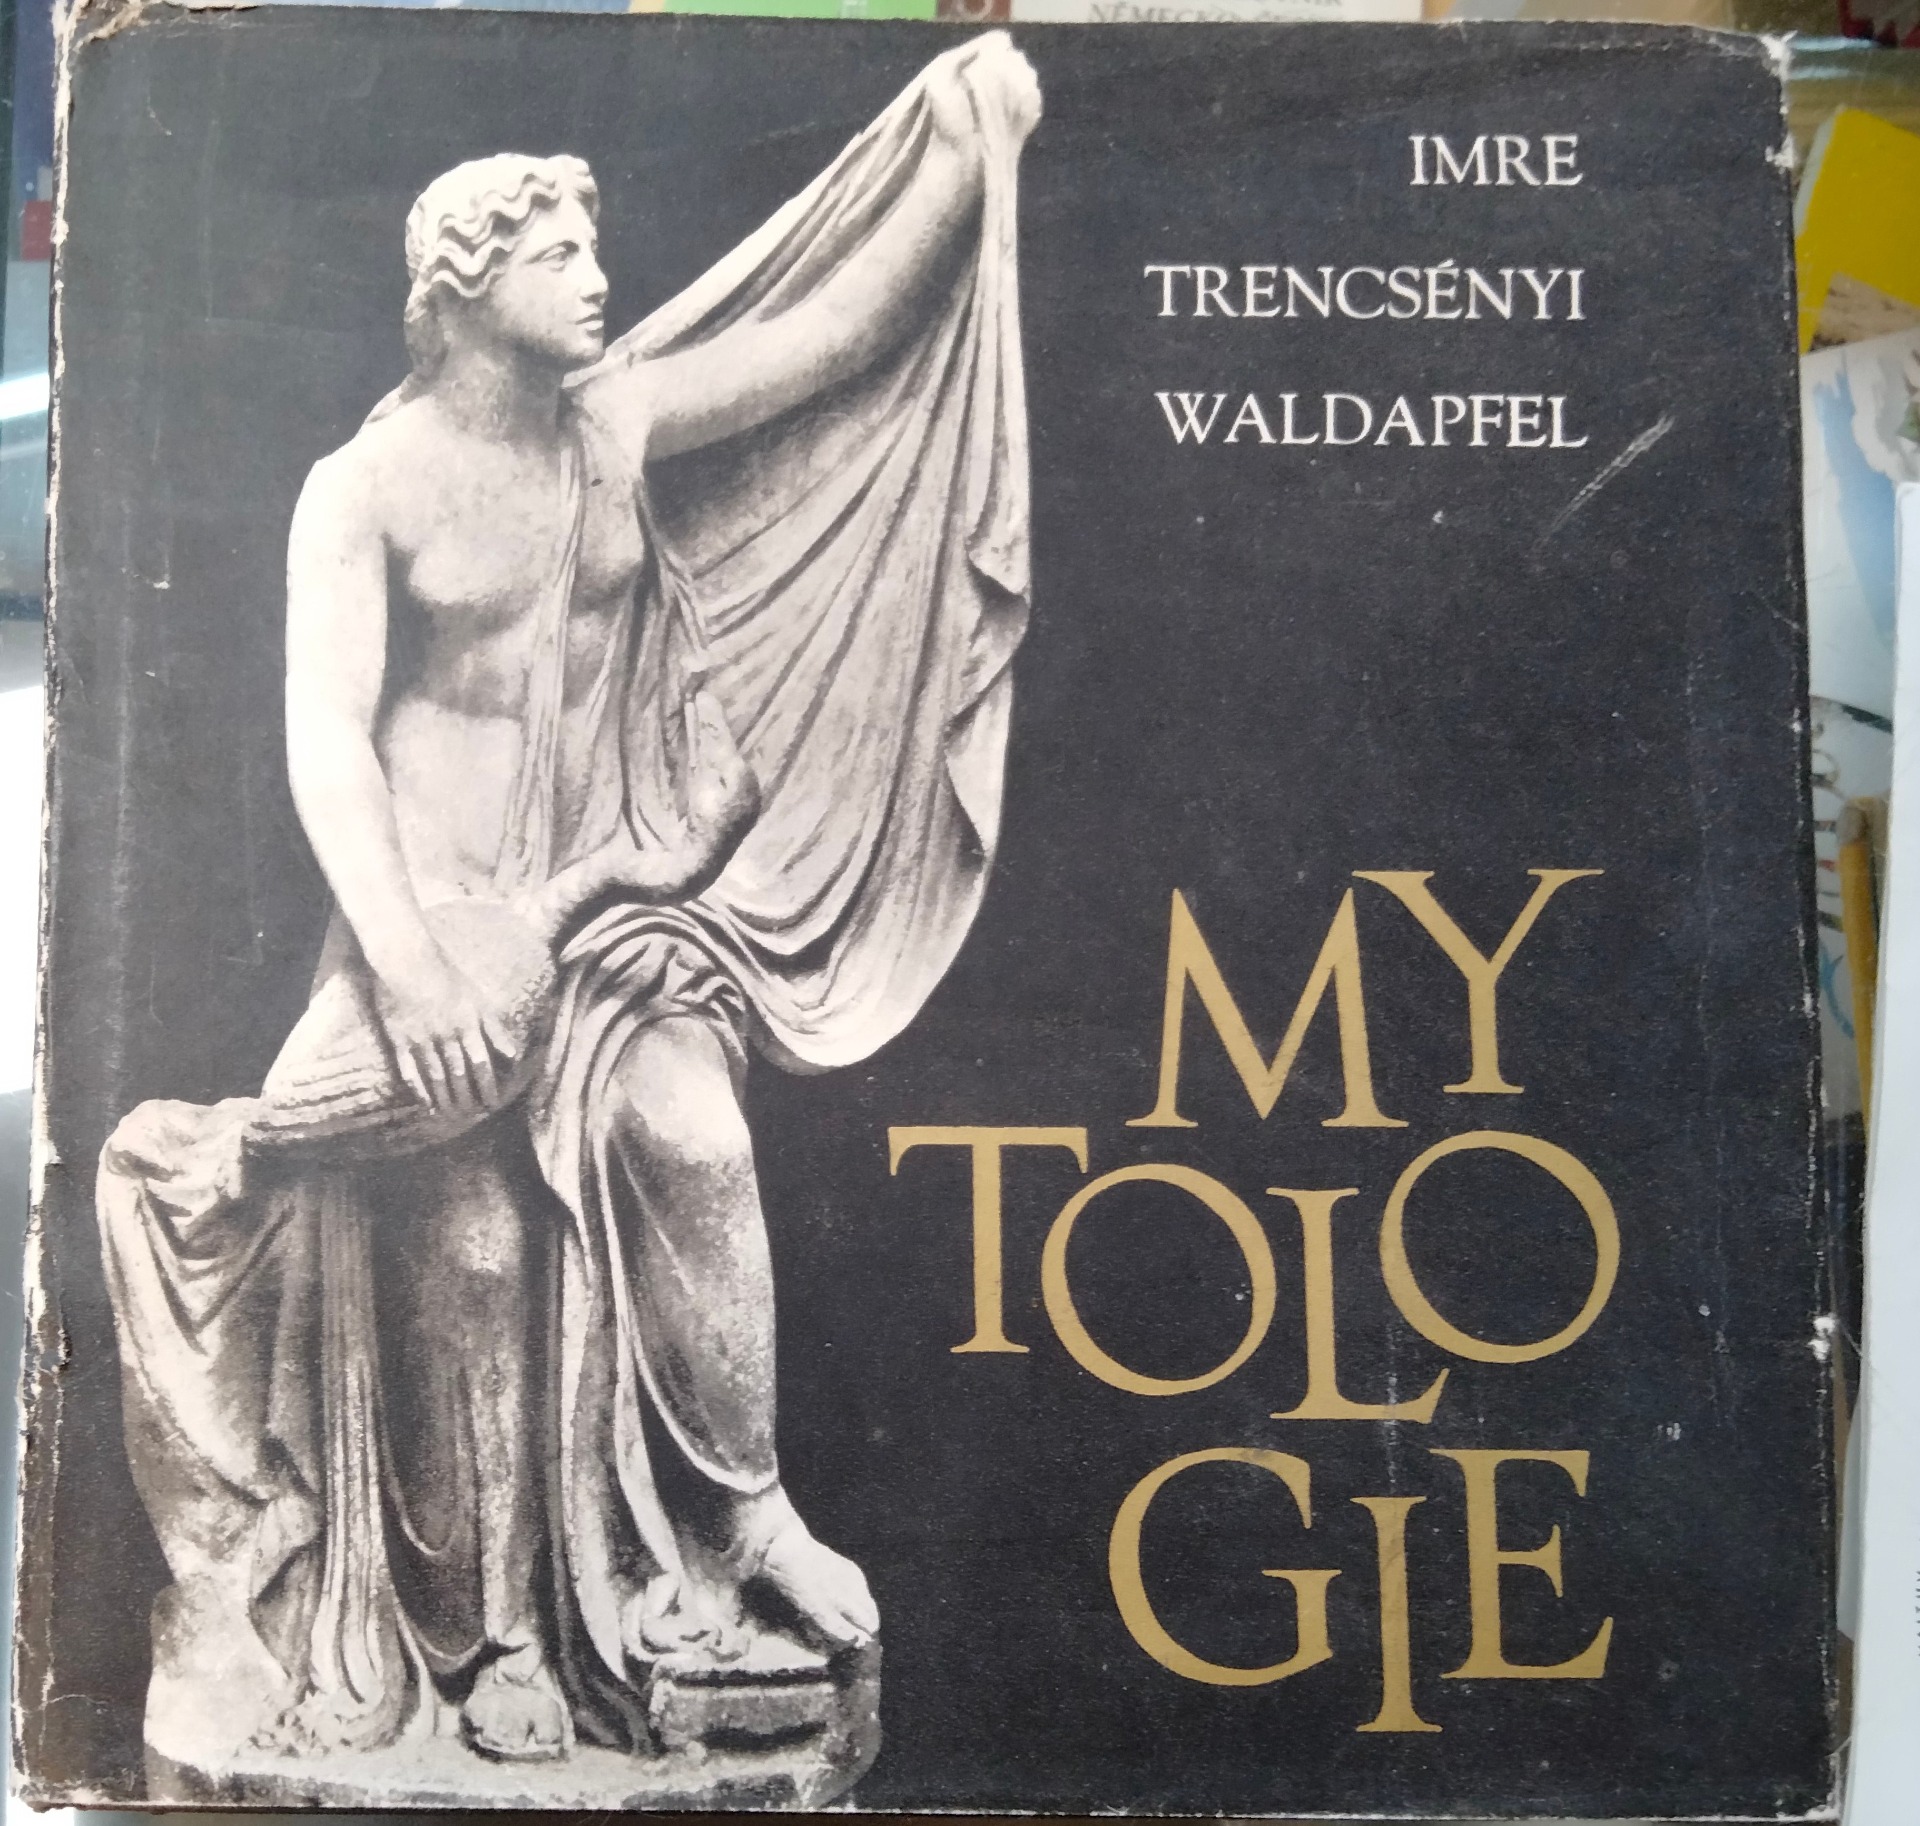 IMRE
TRENCSÉNYI
WALDAPFEL
MY
TOLO
GIE